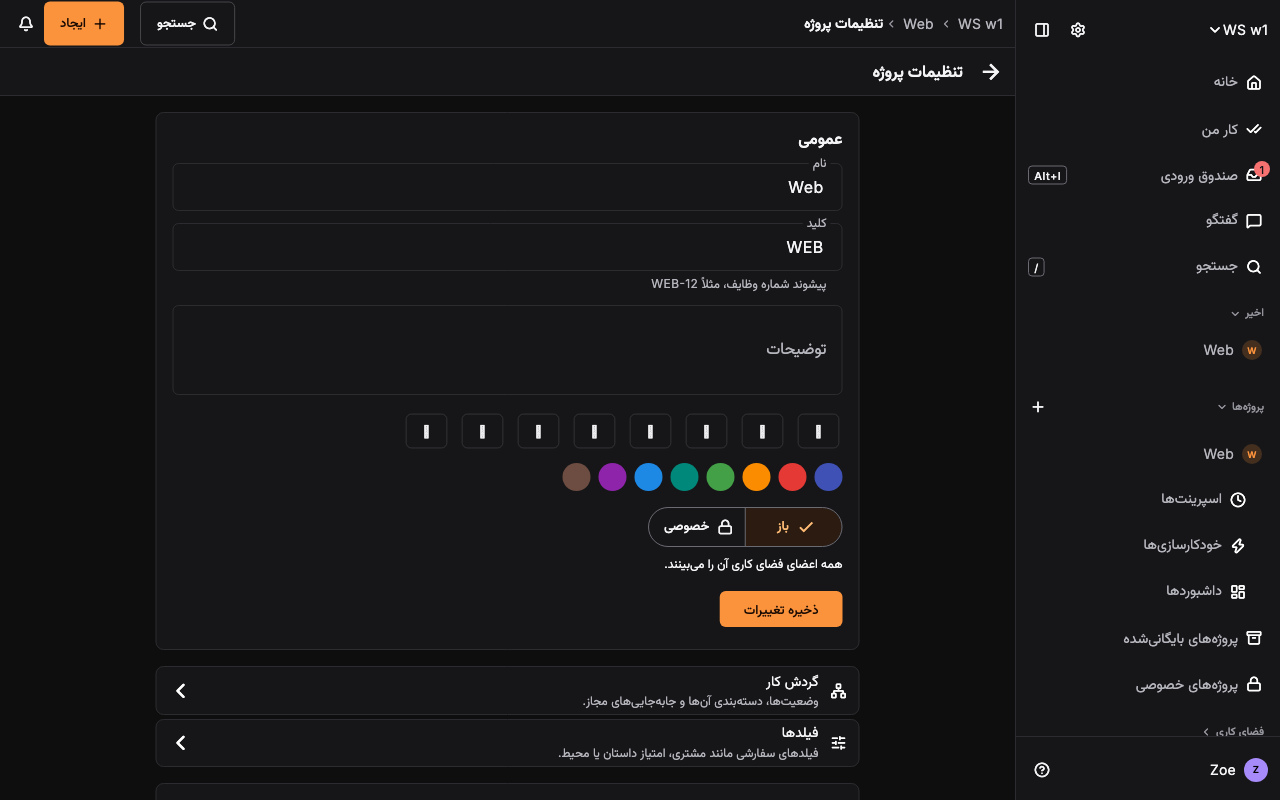 WS w1
خانه
کار من
1
صندوق ورودی
Alt+I
گفتگو
جستجو
/
اخیر
W
Web
پروژه‌ها
W
Web
اسپرینت‌ها
خودکارسازی‌ها
داشبوردها
پروژه‌های بایگانی‌شده
پروژه‌های خصوصی
فضای کاری
Z
Zoe
WS w1 › Web › تنظیمات پروژه
جستجو
ایجاد
تنظیمات پروژه
عمومی
نام
Web
کلید
WEB
پیشوند شماره وظایف، مثلاً WEB-12
توضیحات
باز
خصوصی
همه اعضای فضای کاری آن را می‌بینند.
ذخیره تغییرات
گردش کار
وضعیت‌ها، دسته‌بندی آن‌ها و جابه‌جایی‌های مجاز.
فیلدها
فیلدهای سفارشی مانند مشتری، امتیاز داستان یا محیط.